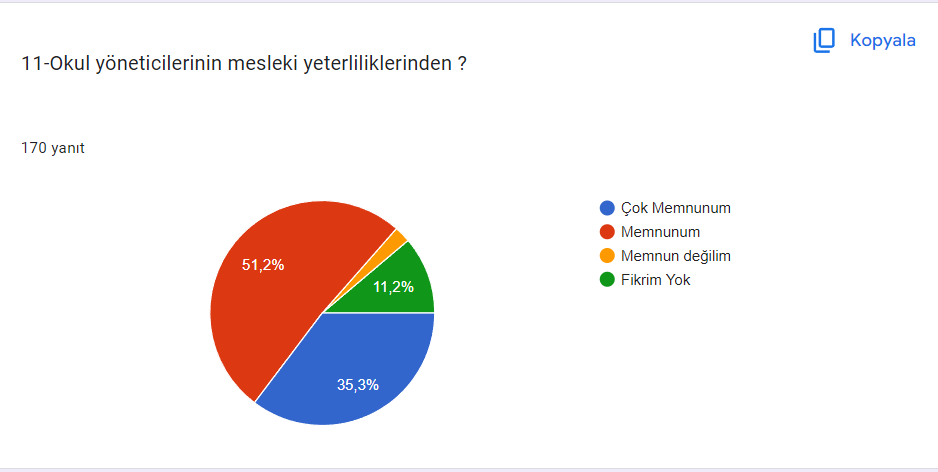 Kopyala
11-Okul yöneticilerinin mesleki yeterliliklerinden ?
170 yanıt
Çok Memnunum
Memnunum
Memnun değilim
Fikrim Yok
51,2%
11,2%
35,3%